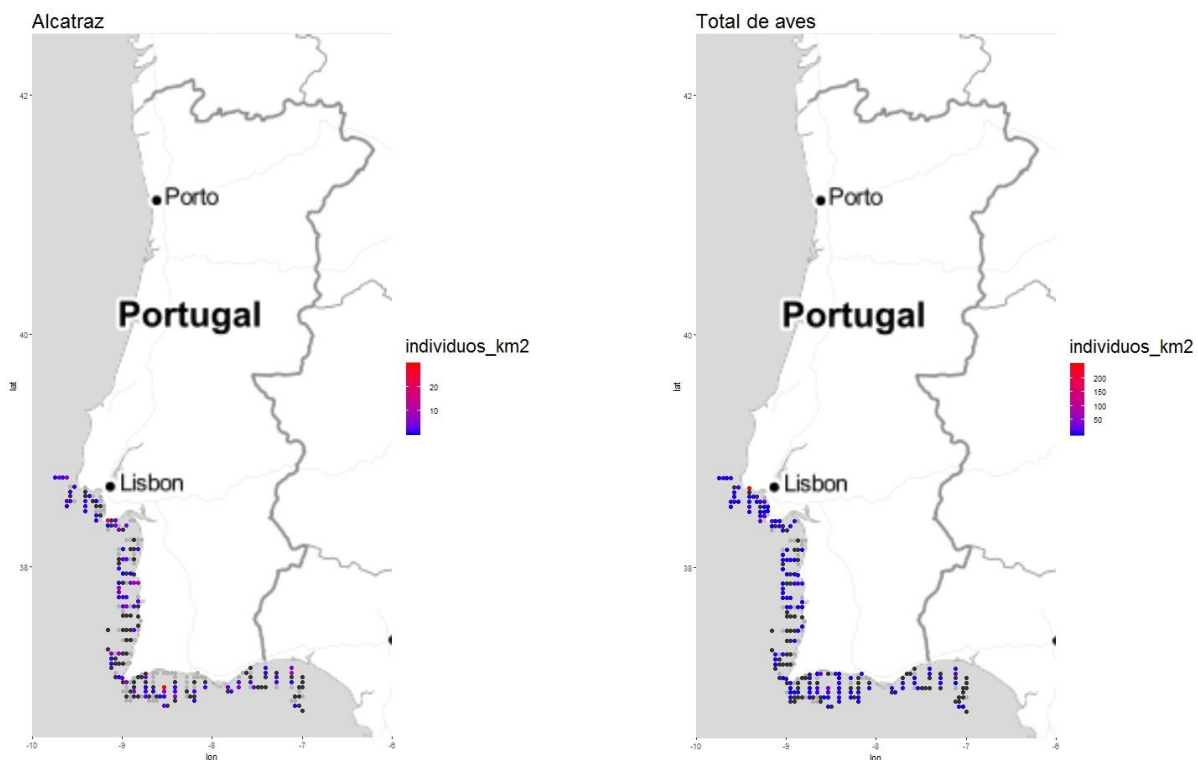 Alcatraz
42
Porto
Portugal
40
lat
Lisbon
38
-10
-9
-8
-7
-6
lon
individuos_km2
20
10
Total de aves
42
Porto
Portugal
40
lat
Lisbon
38
-10
-9
-8
-7
-6
lon
individuos_km2
200
150
100
50